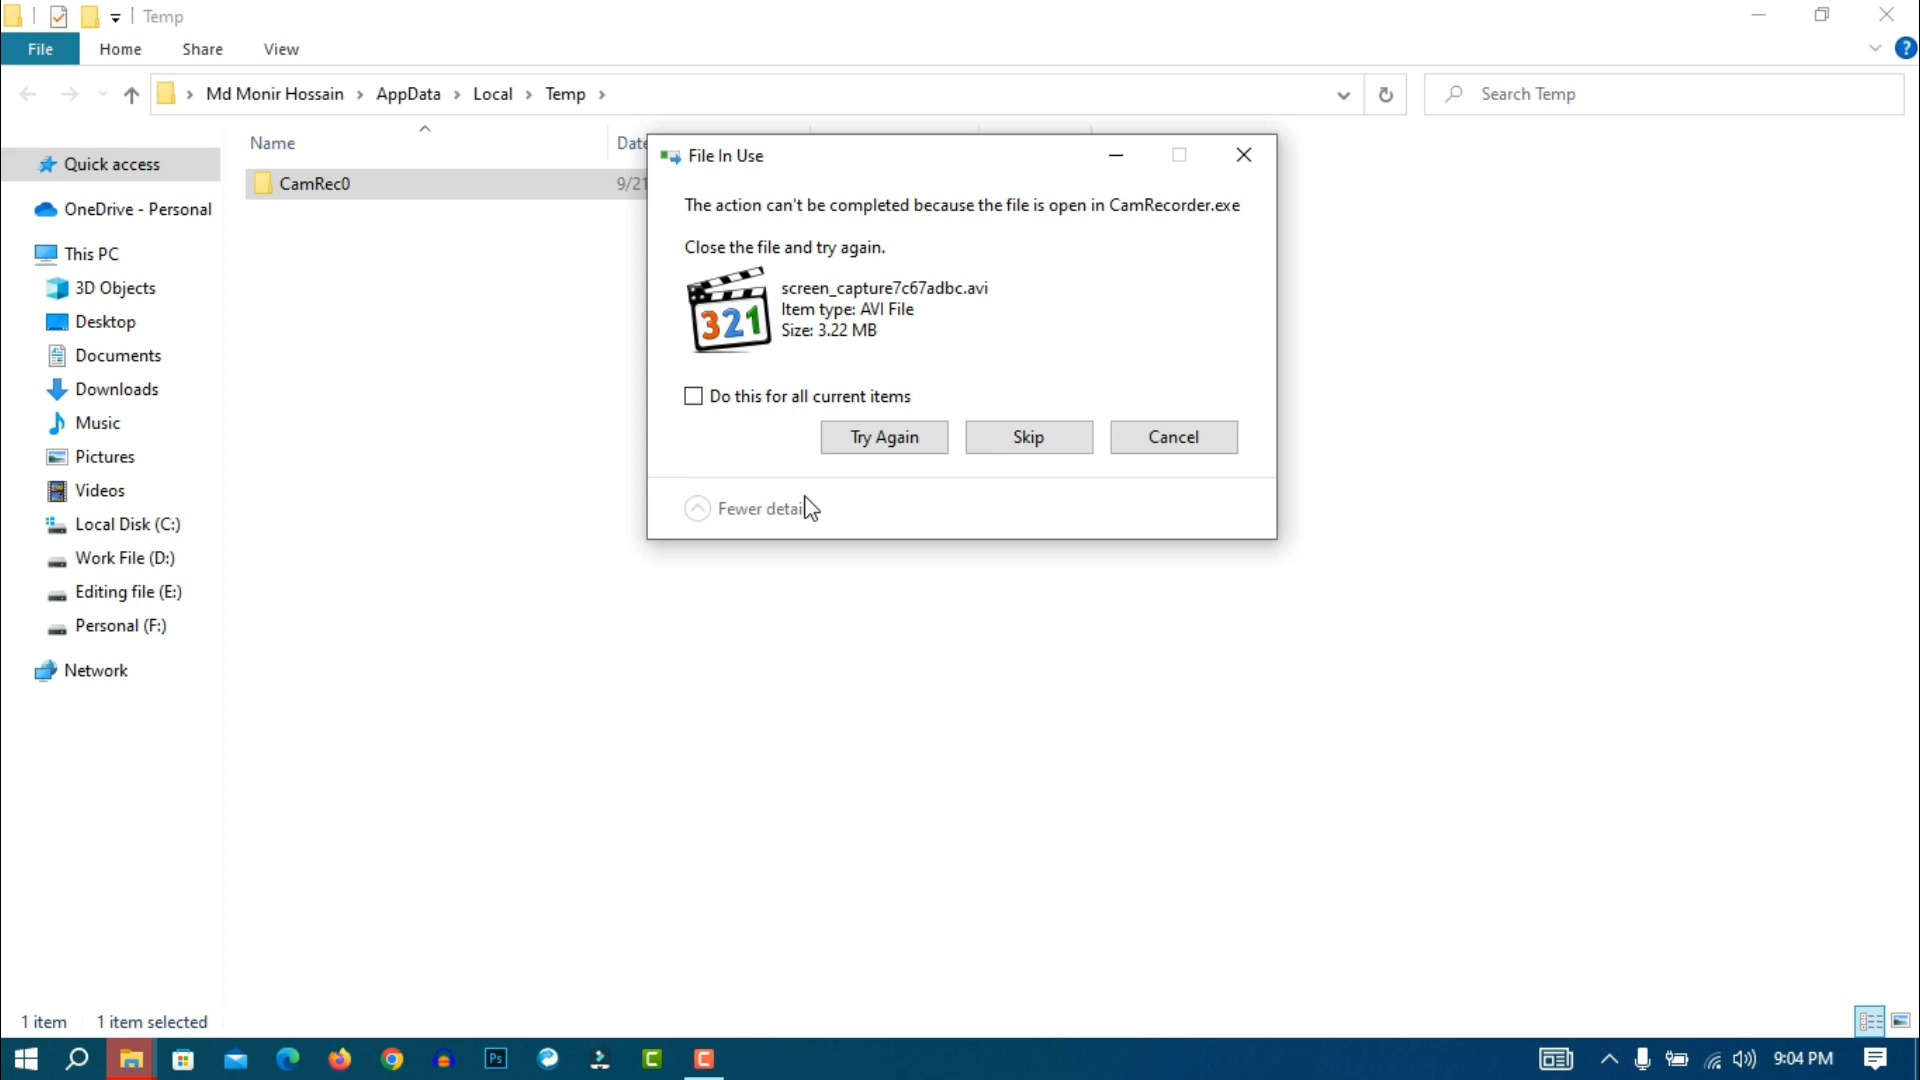 Temp
File
Home
Share
View
Md Monir Hossain
AppData
Local
Temp
Search Temp
Name
Date
CamRec0
9/21
Quick access
OneDrive - Personal
This PC
3D Objects
Desktop
Documents
Downloads
Music
Pictures
Videos
Local Disk (C:)
Work File (D:)
Editing file (E:)
Personal (F:)
Network
File In Use
The action can't be completed because the file is open in CamRecorder.exe
Close the file and try again.
321
screen_capture7c67adbc.avi
Item type: AVI File
Size: 3.22 MB
Do this for all current items
Try Again
Skip
Cancel
Fewer detai
1 item
1 item selected
Ps
C
C
9:04 PM